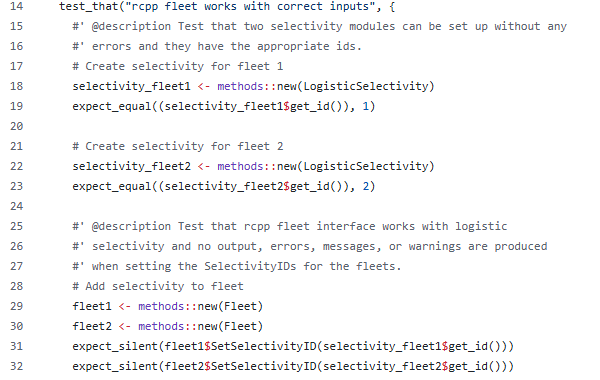 14 test_that("rcpp fleet works with correct inputs", {
15 #' @description Test that two selectivity modules can be set up without any
16 #' errors and they have the appropriate ids.
17 # Create selectivity for fleet 1
18 selectivity_fleet1 <- methods::new(LogisticSelectivity)
19 expect_equal((selectivity_fleet1$get_id()), 1)
20
21 # Create selectivity for fleet 2
22 selectivity_fleet2 <- methods::new(LogisticSelectivity)
23 expect_equal((selectivity_fleet2$get_id()), 2)
24
25 #' @description Test that rcpp fleet interface works with logistic
26 #' selectivity and no output, errors, messages, or warnings are produced
27 #' when setting the SelectivityIDs for the fleets.
28 # Add selectivity to fleet
29 fleet1 <- methods::new(Fleet)
30 fleet2 <- methods::new(Fleet)
31 expect_silent(fleet1$SetSelectivityID(selectivity_fleet1$get_id()))
32 expect_silent(fleet2$SetSelectivityID(selectivity_fleet2$get_id()))